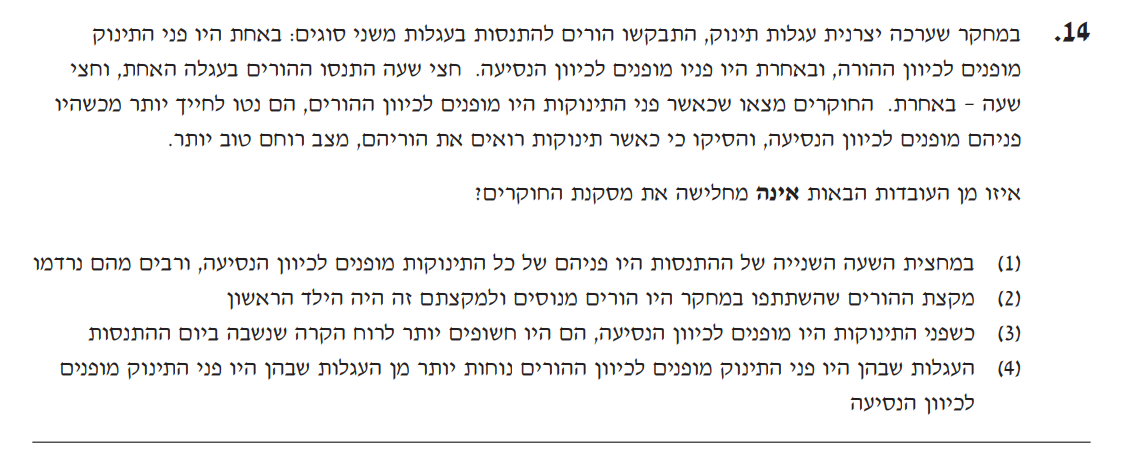 14. במחקר שערכה יצרנית עגלות תינוק, התבקשו הורים להתנסות בעגלות משני סוגים: באחת היו פני התינוק
מופנים לכיוון ההורה, ובאחרת היו פניו מופנים לכיוון הנסיעה. חצי שעה התנסו ההורים בעגלה האחת, וחצי
שעה – באחרת. החוקרים מצאו שכאשר פני התינוקות היו מופנים לכיוון ההורים, הם נטו לחייך יותר מכשהיו
פניהם מופנים לכיוון הנסיעה, והסיקו כי כאשר תינוקות רואים את הוריהם, מצב רוחם טוב יותר.
איזו מן העובדות הבאות אינה מחלישה את מסקנת החוקרים?
(1) במחצית השעה השנייה של ההתנסות היו פניהם של כל התינוקות מופנים לכיוון הנסיעה, ורבים מהם נרדמו
(2) מקצת ההורים שהשתתפו במחקר היו הורים מנוסים ולמקצתם זה היה הילד הראשון
(3) כשפני התינוקות היו מופנים לכיוון הנסיעה, הם היו חשופים יותר לרוח הקרה שנשבה ביום ההתנסות
(4) העגלות שבהן היו פני התינוק מופנים לכיוון ההורים נוחות יותר מן העגלות שבהן היו פני התינוק מופנים
לכיוון הנסיעה